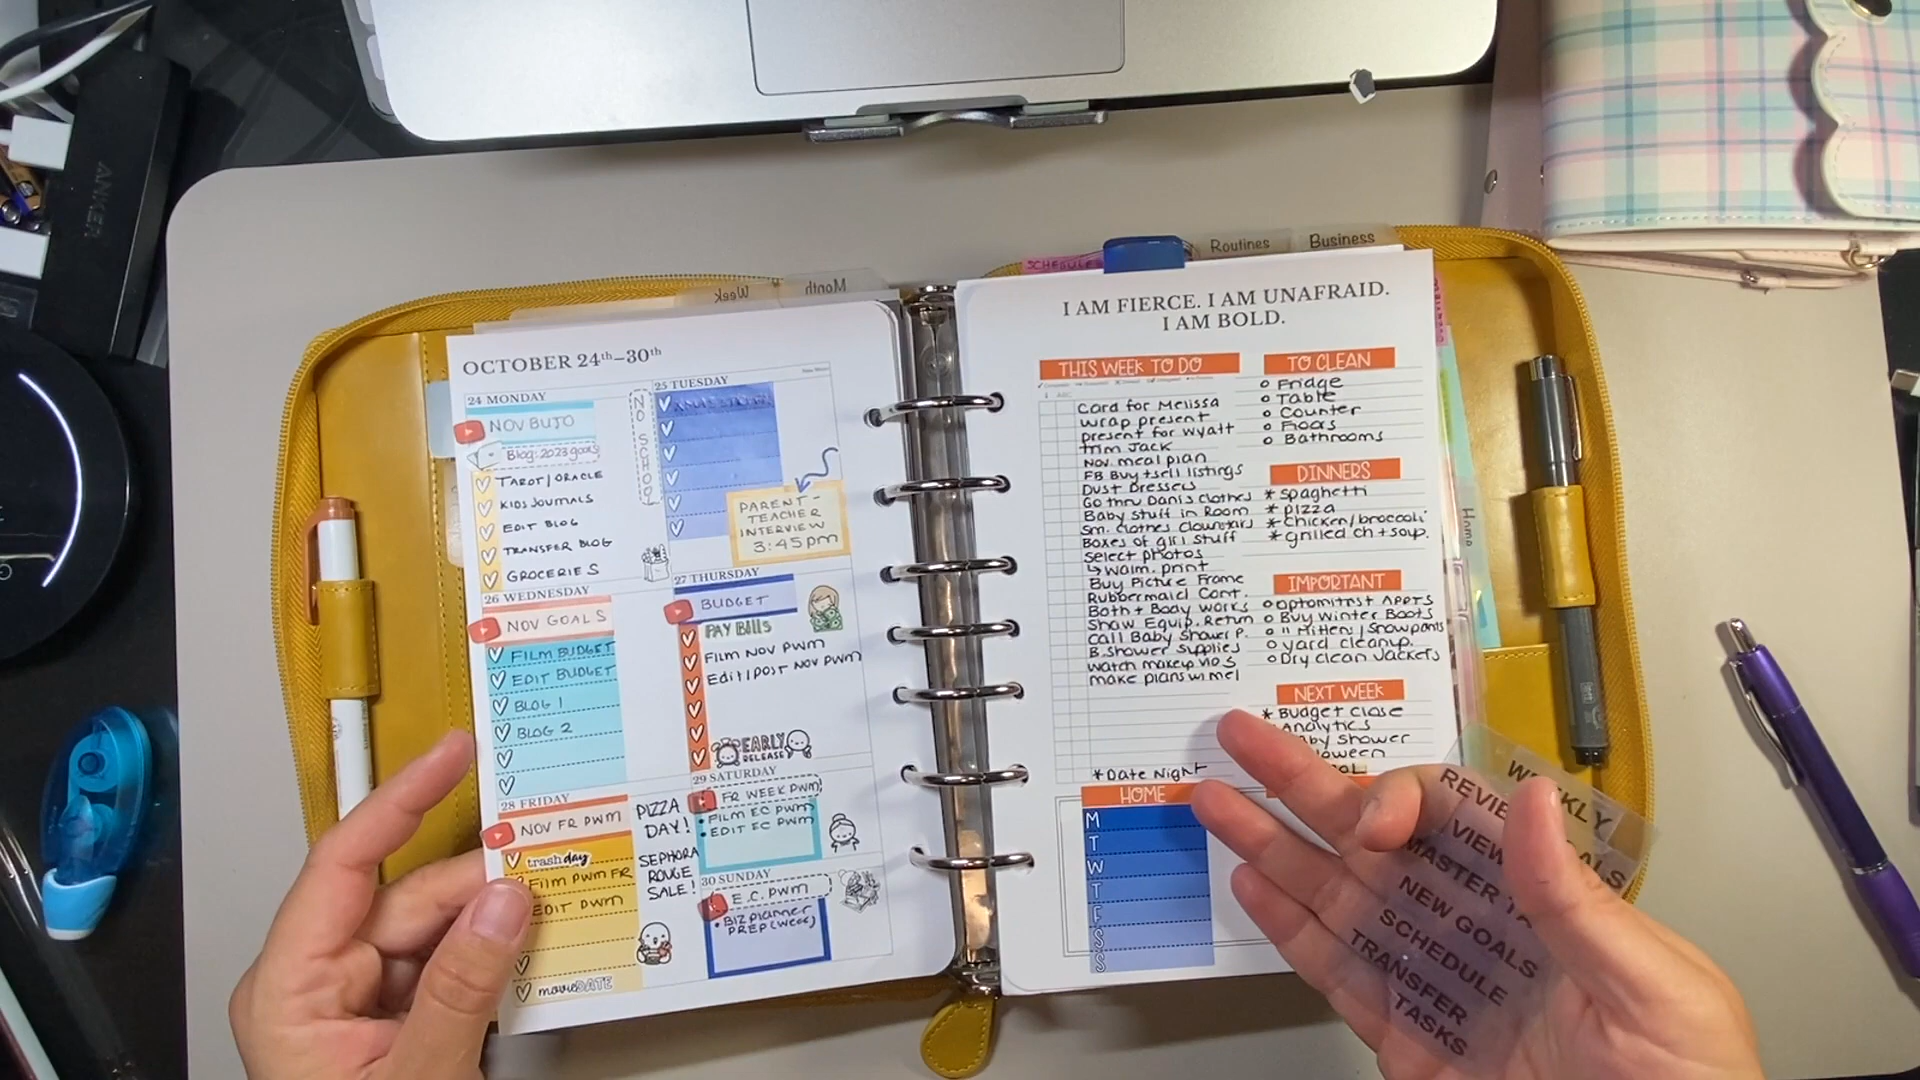 ANKER
Week
Month
SCHEDULES
Routines
Business
Home
OCTOBER 24th–30th
24 MONDAY
NOV BUJO
Blog: 2023 goals
TAROT/ORACLE
KIDS JOURNALS
EDIT BLOG
TRANSFER BLOG
GROCERIES
NO SCHOOL
25 TUESDAY
PARENT-
TEACHER
INTERVIEW
3:45pm
26 WEDNESDAY
NOV GOALS
FILM BUDGET
EDIT BUDGET
BLOG 1
BLOG 2
27 THURSDAY
BUDGET
PAY BILLS
FILM NOV PWM
Edit/post NOV PWM
EARLY
RELEASE
28 FRIDAY
NOV FR PWM
trash day
FILM PWM FR
EDIT PWM
movie DATE
PIZZA
DAY!
SEPHORA
ROUGE
SALE!
29 SATURDAY
FR WEEK PWM
• FILM EC PWM
• EDIT EC PWM
30 SUNDAY
E.C. PWM
• BIZ planner
PREP (week)
I AM FIERCE. I AM UNAFRAID.
I AM BOLD.
THIS WEEK TO DO
Card for Melissa
wrap present
present for wyatt
trim Jack
Nov. meal plan
FB Buy + sell listings
Dust Dressers
Go thru Danis clothes
Baby stuff in Room
Sm. clothes downstairs
Boxes of girl stuff
Select photos
↳ walm. print
Buy Picture Frame
Rubbermaid Cont.
Bath + Body works
Shaw Equip. Return
Call Baby Shower P.
B. shower supplies
watch makeup vids
make plans w/ mel
*Date Night
HOME
M
T
W
T
F
S
S
TO CLEAN
o Fridge
o Table
o Counter
o Floors
o Bathrooms
DINNERS
* spaghetti
* pizza
* chicken/broccoli
* grilled ch + soup.
IMPORTANT
o optomitrist APPTS
o Buy winter Boots
o " Mitten/Snowpants
o yard cleanup.
o Dry clean Jackets
NEXT WEEK
* Budget close
Analytics
Baby shower
WEEKLY
REVIEW
MASTER
NEW GOALS
SCHEDULE
TRANSFER
TASKS